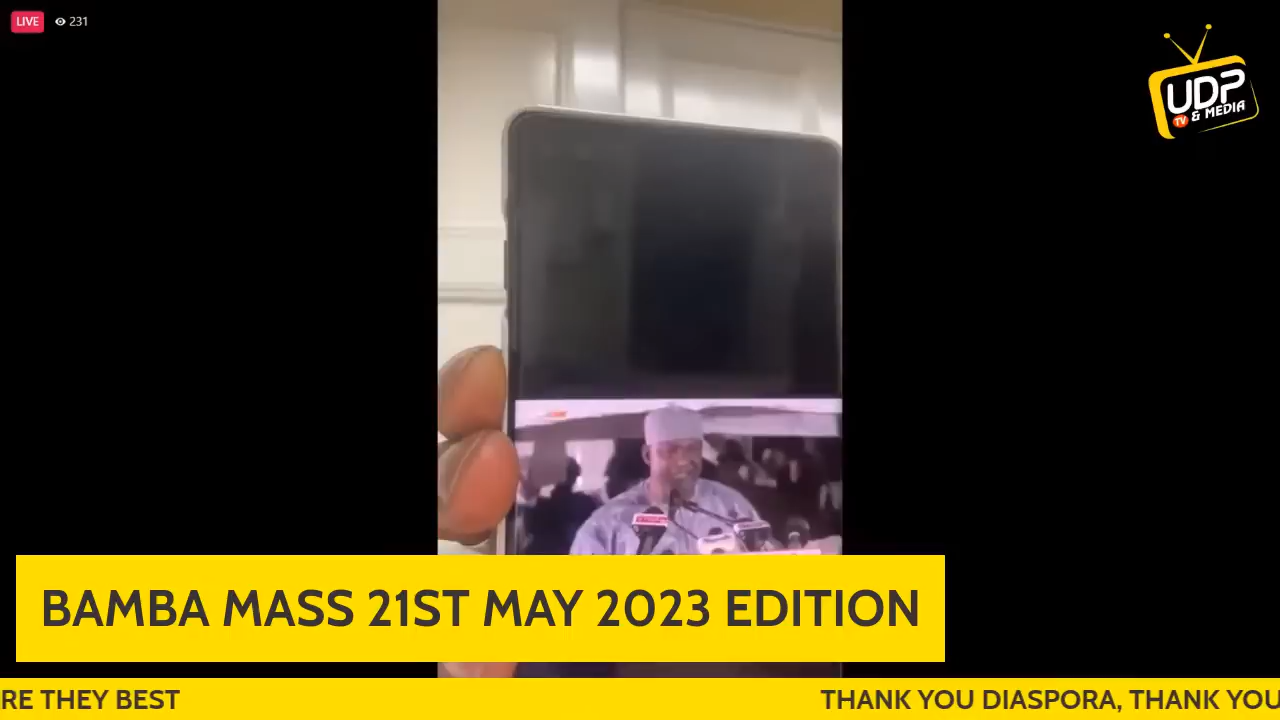 LIVE 231
UDP
TV & MEDIA
BAMBA MASS 21ST MAY 2023 EDITION
RE THEY BEST
THANK YOU DIASPORA, THANK YOU